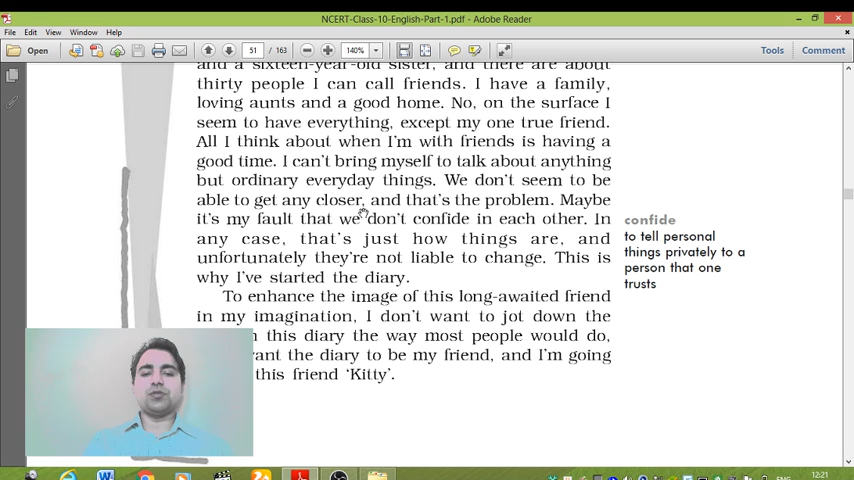 NCERT-Class-10-English-Part-1.pdf - Adobe Reader
File Edit View Window Help
Open 51 / 163 140% Tools Comment
and a sixteen-year-old sister, and there are about
thirty people I can call friends. I have a family,
loving aunts and a good home. No, on the surface I
seem to have everything, except my one true friend.
All I think about when I'm with friends is having a
good time. I can't bring myself to talk about anything
but ordinary everyday things. We don't seem to be
able to get any closer, and that's the problem. Maybe
it's my fault that we don't confide in each other. In
any case, that's just how things are, and
unfortunately they're not liable to change. This is
why I've started the diary.
confide
to tell personal
things privately to a
person that one
trusts
To enhance the image of this long-awaited friend
in my imagination, I don't want to jot down the
in this diary the way most people would do,
want the diary to be my friend, and I'm going
this friend 'Kitty'.
ENG 12:21